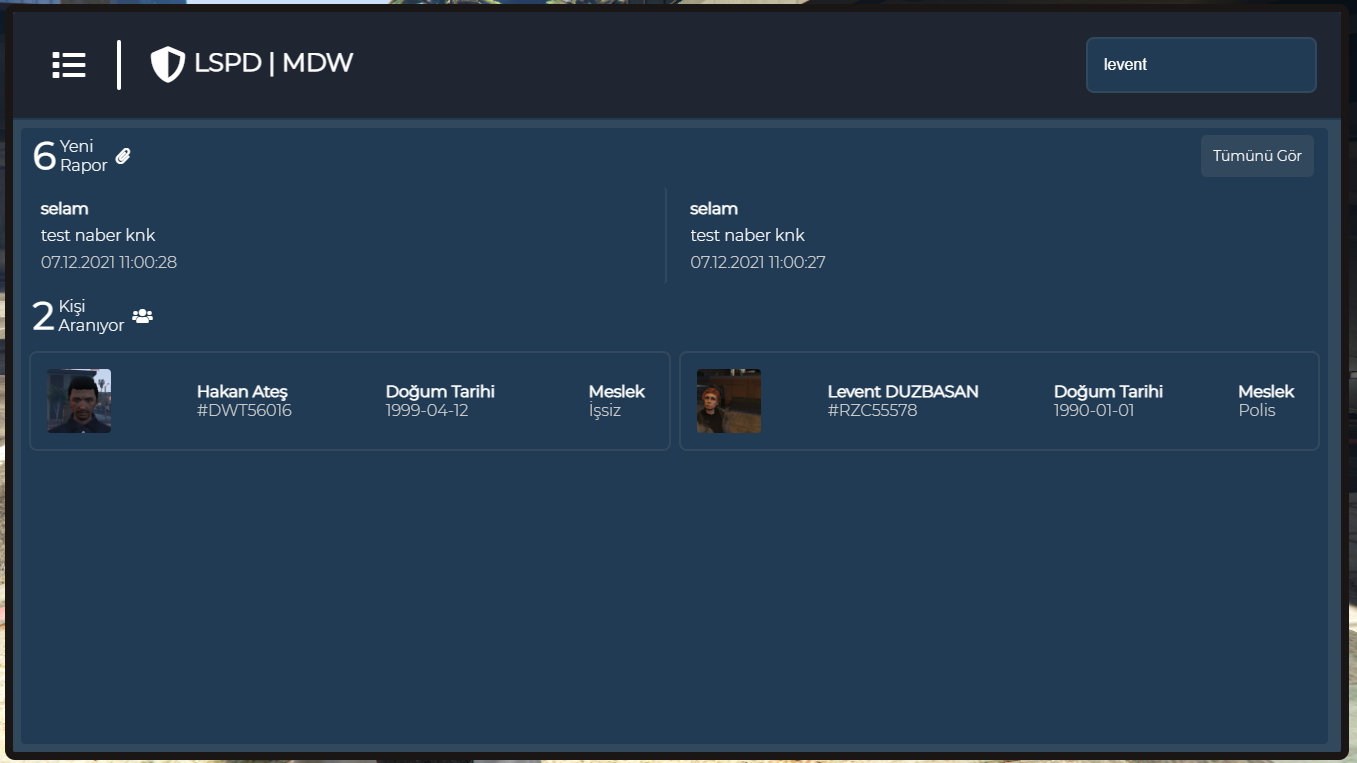 LSPD | MDW
levent
6 Yeni
Rapor
Tümünü Gör
selam
test naber knk
07.12.2021 11:00:28
selam
test naber knk
07.12.2021 11:00:27
2 Kişi
Aranıyor
Hakan Ateş
#DWT56016
Doğum Tarihi
1999-04-12
Meslek
İşsiz
Levent DUZBASAN
#RZC55578
Doğum Tarihi
1990-01-01
Meslek
Polis